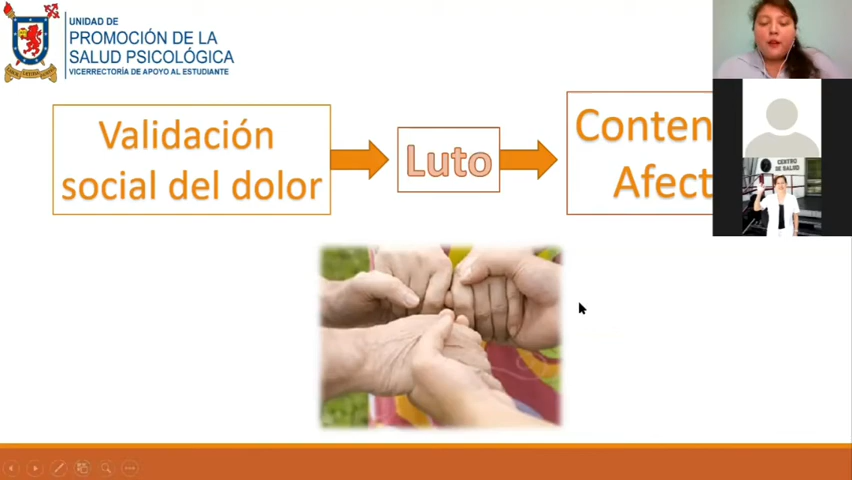 UNIDAD DE
PROMOCIÓN DE LA
SALUD PSICOLÓGICA
VICERRECTORÍA DE APOYO AL ESTUDIANTE
Validación
social del dolor
Luto
Conten
Afect
CENTRO
DE SALUD